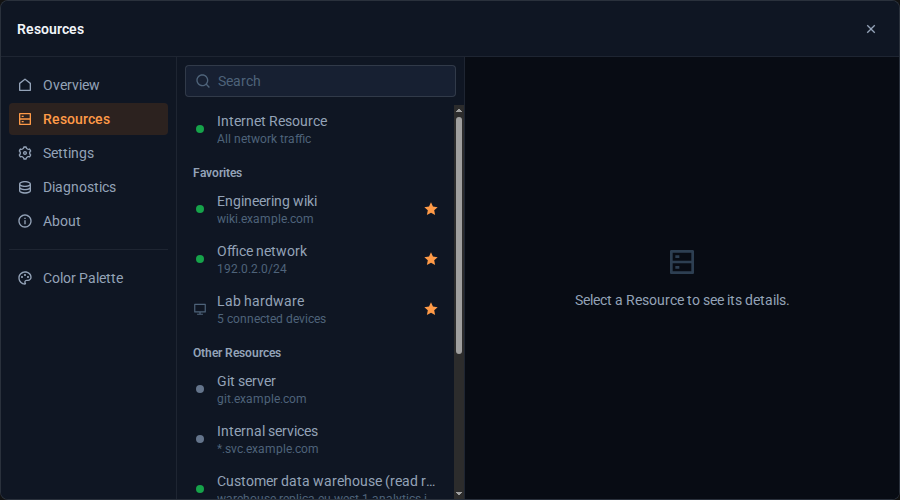 Resources
Overview
Resources
Settings
Diagnostics
About
Color Palette
Search
Internet Resource
All network traffic
Favorites
Engineering wiki
wiki.example.com
Office network
192.0.2.0/24
Lab hardware
5 connected devices
Other Resources
Git server
git.example.com
Internal services
*.svc.example.com
Customer data warehouse (read r...
Select a Resource to see its details.